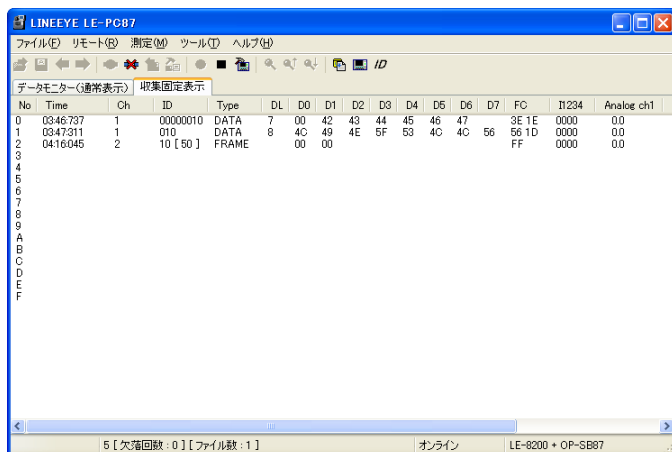 LINEEYE LE-PC87
ファイル(F) リモート(R) 測定(M) ツール(T) ヘルプ(H)
ID
データモニター(通常表示) 収集固定表示
No Time Ch ID Type DL D0 D1 D2 D3 D4 D5 D6 D7 FC I1234 Analog ch1
0 03:46:737 1 00000010 DATA 7 00 42 43 44 45 46 47 3E 1E 0000 0.0
1 03:47:311 1 010 DATA 8 4C 49 4E 5F 53 4C 4C 56 56 1D 0000 0.0
2 04:16:045 2 10 [ 50 ] FRAME 00 00 FF 0000 0.0
3
4
5
6
7
8
9
A
B
C
D
E
F
5 [ 欠落回数 : 0 ] [ ファイル数 : 1 ] オンライン LE-8200 + OP-SB87